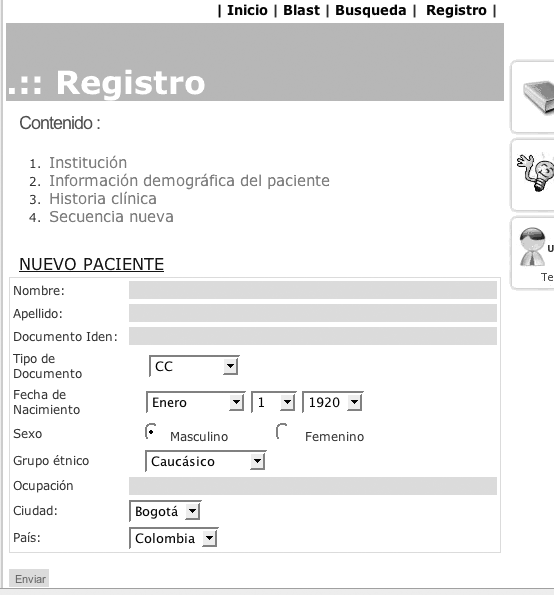 | Inicio | Blast | Busqueda | Registro |
.:: Registro
Contenido :
1. Institución
2. Información demográfica del paciente
3. Historia clínica
4. Secuencia nueva
NUEVO PACIENTE
Nombre:
Apellido:
Documento Iden:
Tipo de
Documento
CC
Fecha de
Nacimiento
Enero 1 1920
Sexo Masculino Femenino
Grupo étnico Caucásico
Ocupación
Ciudad: Bogotá
País: Colombia
Enviar
U
Te